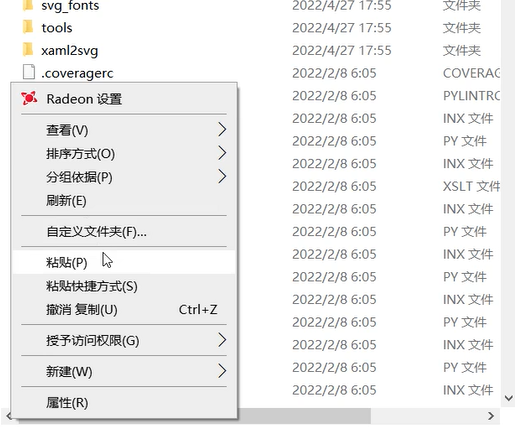 svg_fonts 2022/4/27 17:55 文件夹
tools 2022/4/27 17:55 文件夹
xaml2svg 2022/4/27 17:55 文件夹
.coveragerc 2022/2/8 6:05 COVERAG
Radeon 设置 2022/2/8 6:05 PYLINTRC
2022/2/8 6:05 INX 文件
查看(V) 2022/2/8 6:05 PY 文件
排序方式(O) 2022/2/8 6:05 INX 文件
分组依据(P) 2022/2/8 6:05 XSLT 文件
刷新(E) 2022/2/8 6:05 INX 文件
自定义文件夹(F)... 2022/2/8 6:05 PY 文件
2022/2/8 6:05 INX 文件
粘贴(P) 2022/2/8 6:05 PY 文件
粘贴快捷方式(S) 2022/2/8 6:05 INX 文件
撤消 复制(U) Ctrl+Z 2022/2/8 6:05 PY 文件
授予访问权限(G) 2022/2/8 6:05 INX 文件
新建(W) 2022/2/8 6:05 PY 文件
2022/2/8 6:05 INX 文件
属性(R)